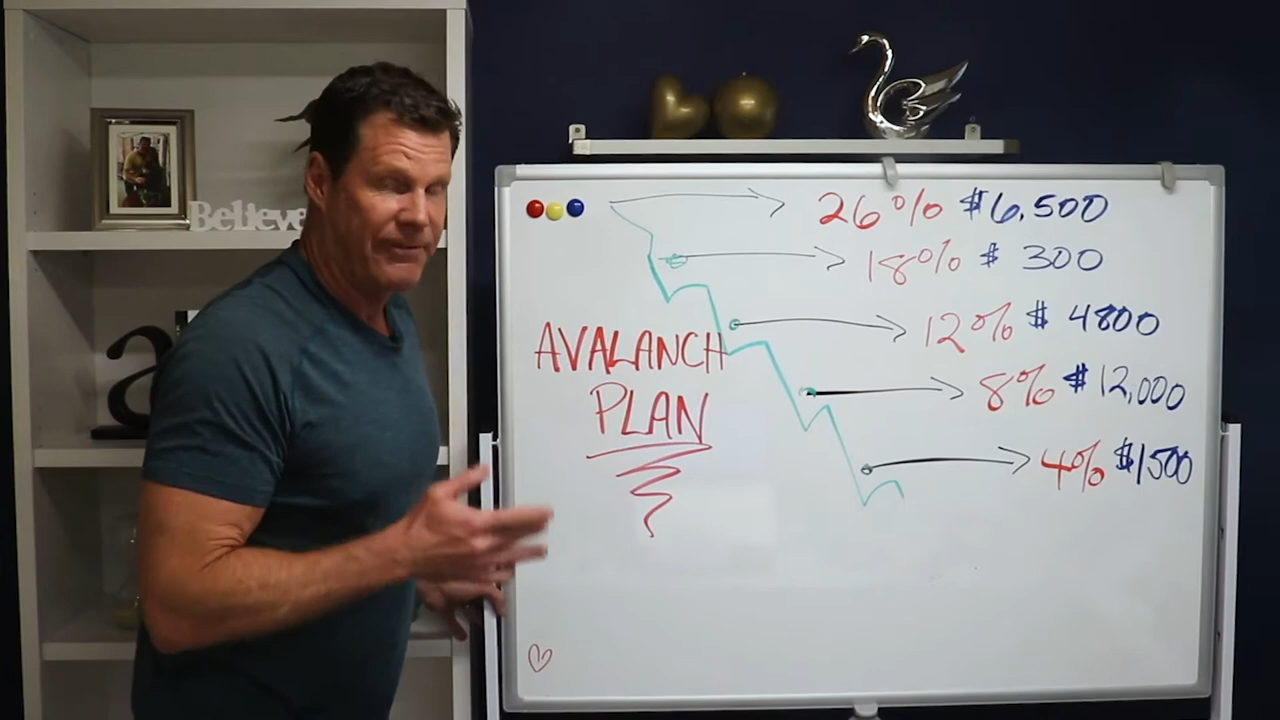 Believe
a
26% $6,500
18% $ 300
12% $ 4800
8% $12,000
4% $1500
AVALANCH
PLAN